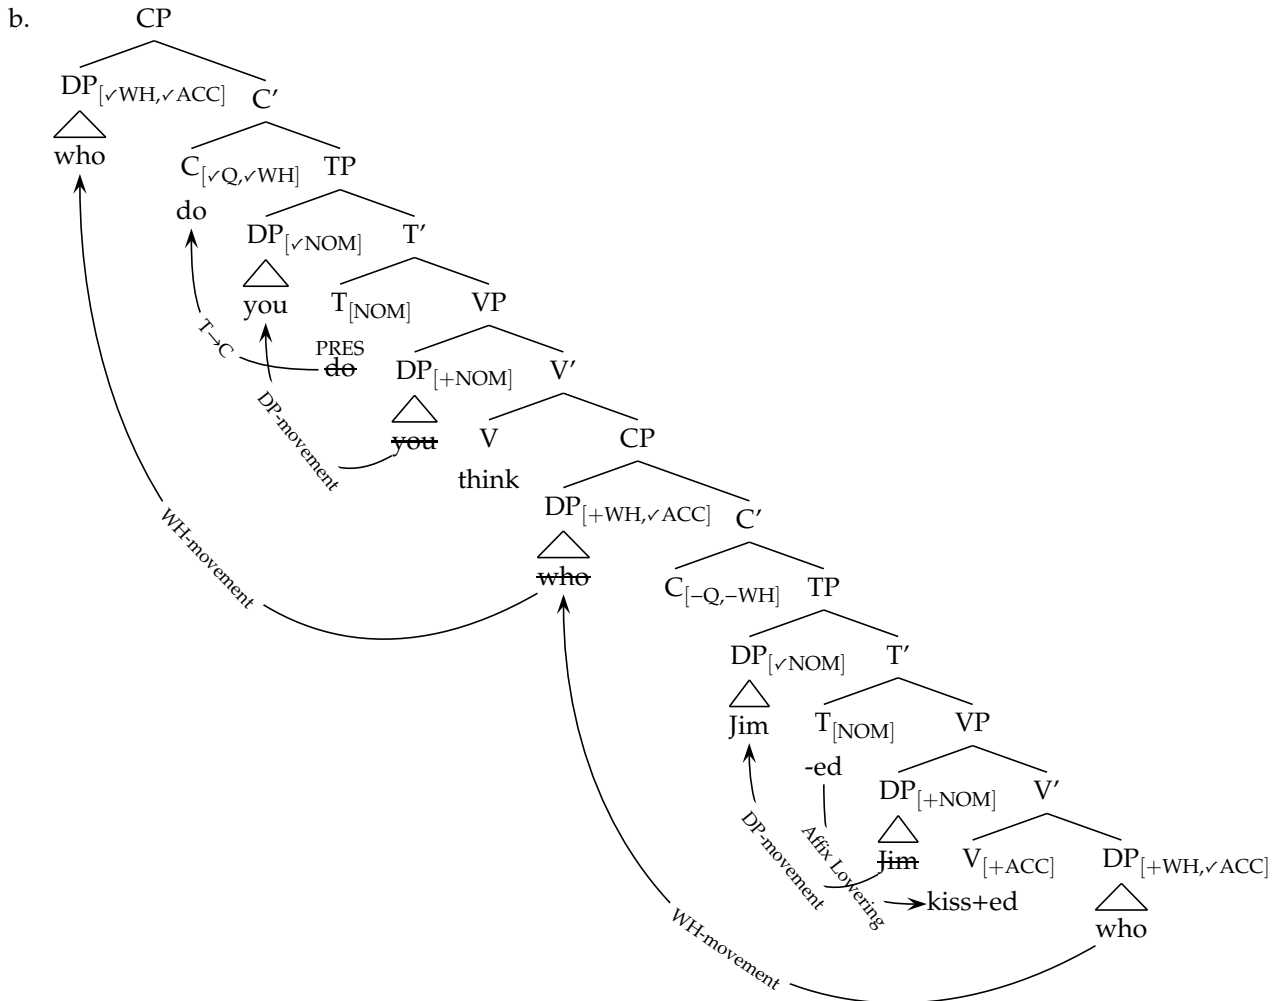 b. CP
DP[✓WH,✓ACC] C′
who C[✓Q,✓WH] TP
do DP[✓NOM] T′
you T[NOM] VP
T→C PRES
do DP[+NOM] V′
DP-movement you V CP
think DP[+WH,✓ACC] C′
WH-movement who C[−Q,−WH] TP
DP[✓NOM] T′
Jim T[NOM] VP
-ed DP[+NOM] V′
DP-movement Affix Lowering Jim V[+ACC] DP[+WH,✓ACC]
kiss+ed who
WH-movement